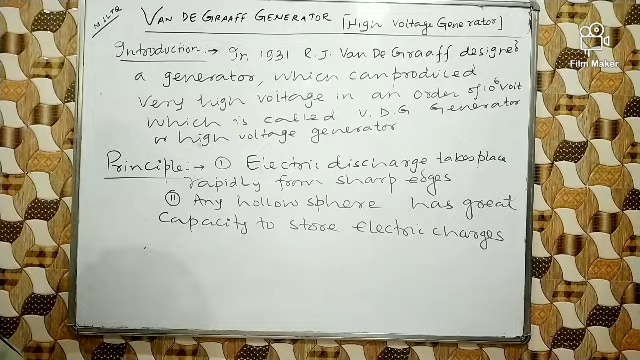 VAN DE GRAAFF GENERATOR [High Voltage Generator]
Introduction → In 1931 R.J. Van De Graaff designed
a generator, which can produced
very high voltage in an order of 10⁶ Volt
which is called V.D.G Generator
or high voltage generator
Principle → (I) Electric discharge takes place
rapidly from sharp edges
(II) Any hollow sphere has great
capacity to store electric charges
Film Maker